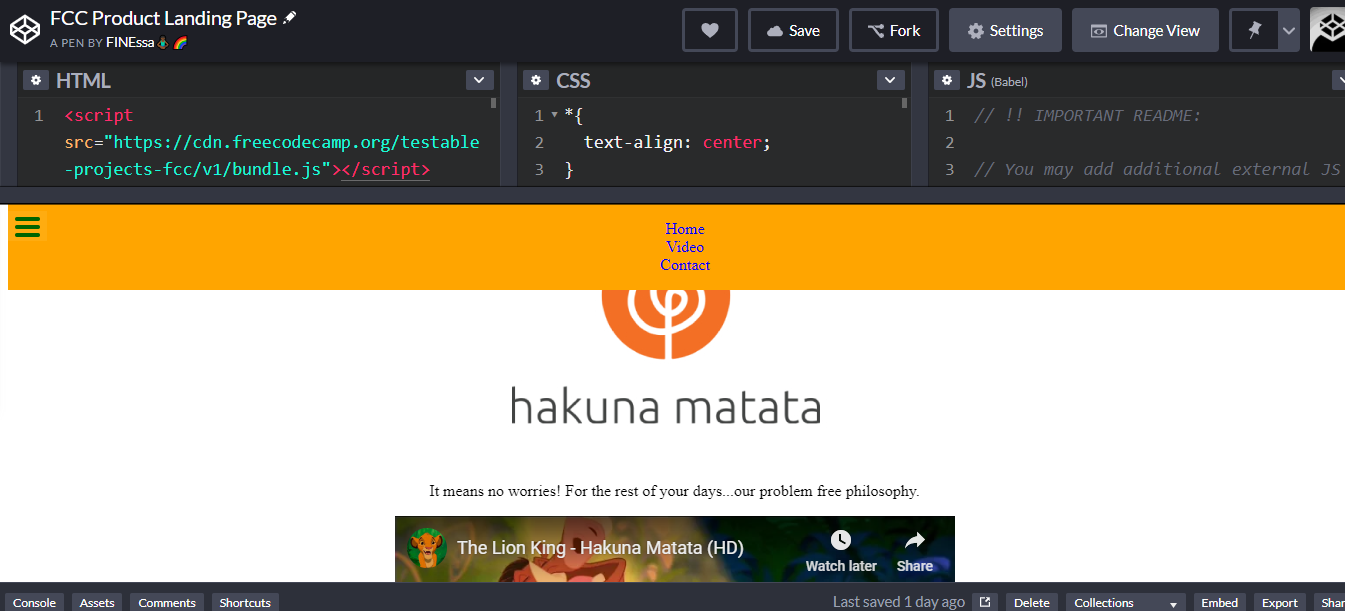 FCC Product Landing Page
A PEN BY FINEssa
Save
Fork
Settings
Change View
HTML
CSS
JS (Babel)
1 <script
src="https://cdn.freecodecamp.org/testable
-projects-fcc/v1/bundle.js"></script>
1 *{
2 text-align: center;
3 }
1 // !! IMPORTANT README:
2
3 // You may add additional external JS
Home
Video
Contact
hakuna matata
It means no worries! For the rest of your days...our problem free philosophy.
The Lion King - Hakuna Matata (HD)
Watch later
Share
Console
Assets
Comments
Shortcuts
Last saved 1 day ago
Delete
Collections
Embed
Export
Shar